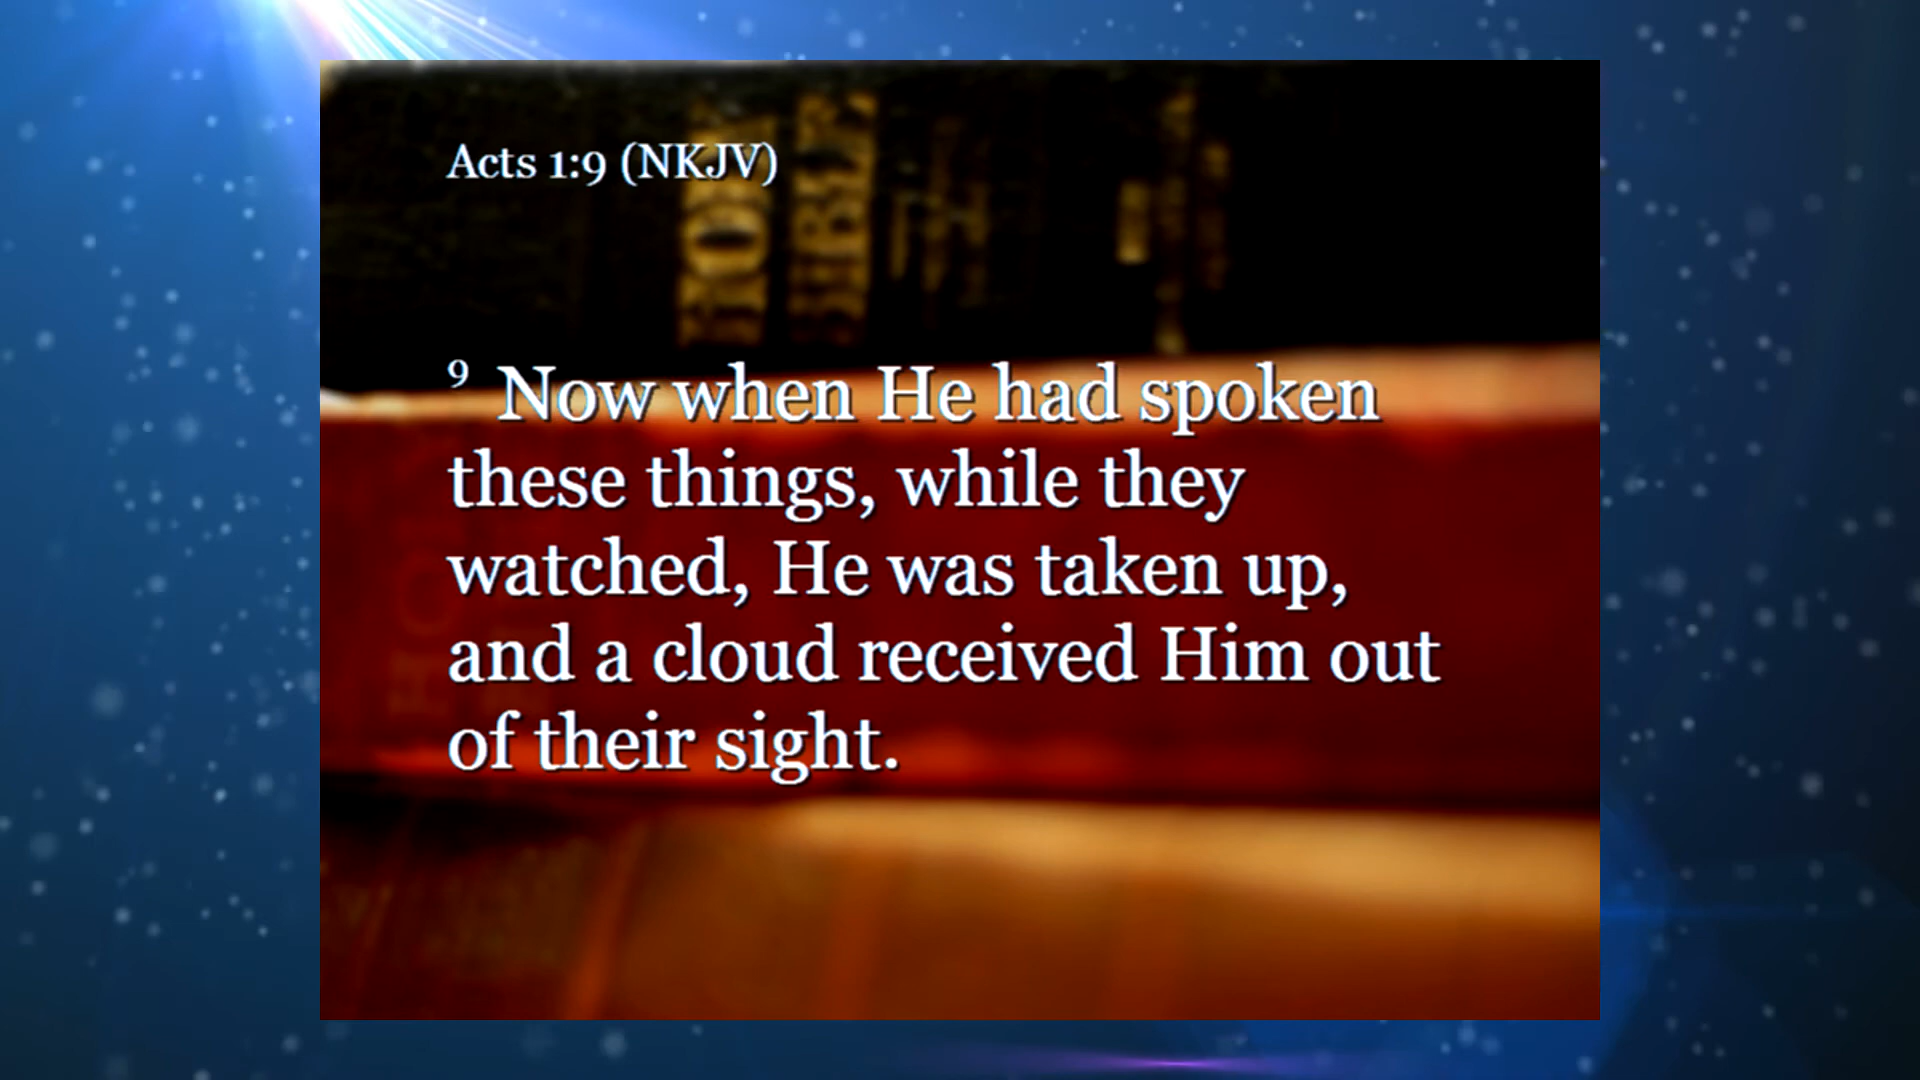 Acts 1:9 (NKJV)
9 Now when He had spoken
these things, while they
watched, He was taken up,
and a cloud received Him out
of their sight.